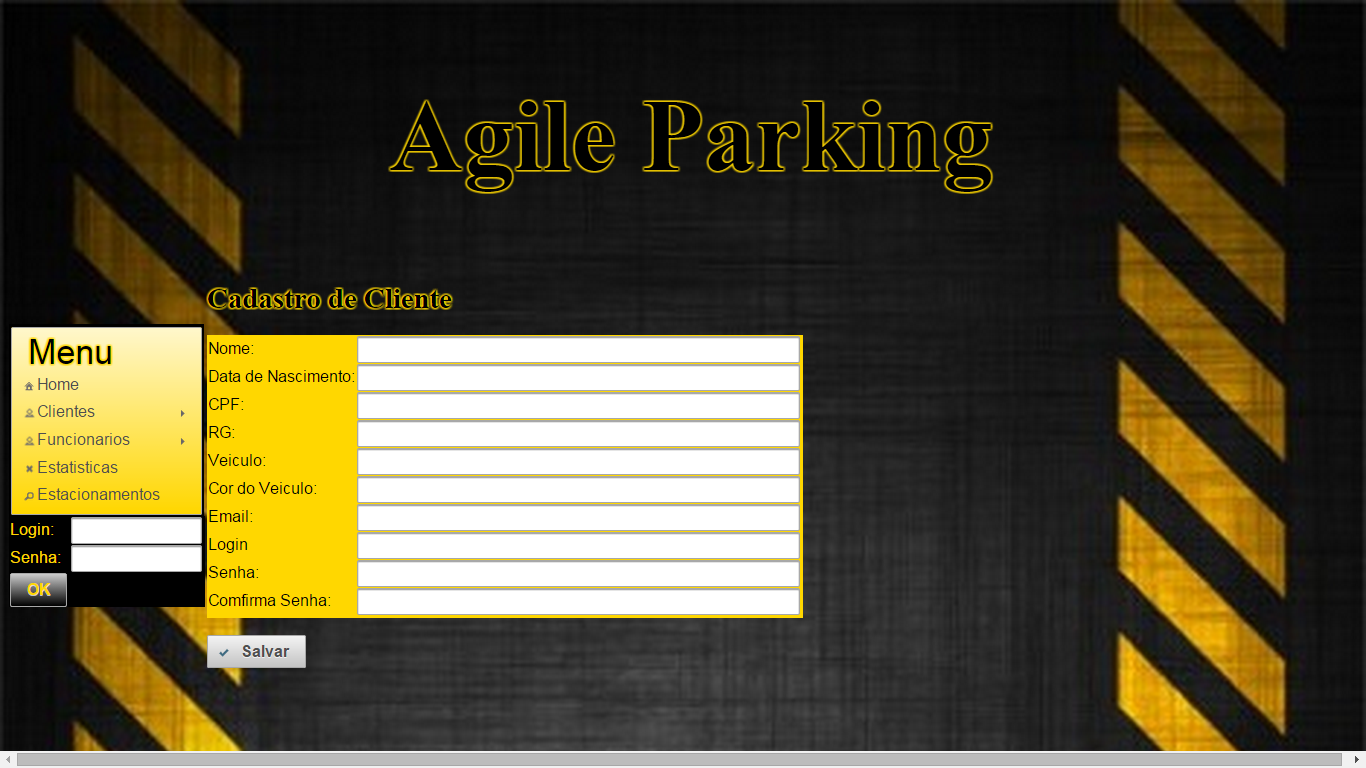 Agile Parking
Cadastro de Cliente
Menu
Home
Clientes
Funcionarios
Estatisticas
Estacionamentos
Login:
Senha:
OK
Nome:
Data de Nascimento:
CPF:
RG:
Veiculo:
Cor do Veiculo:
Email:
Login
Senha:
Comfirma Senha:
Salvar